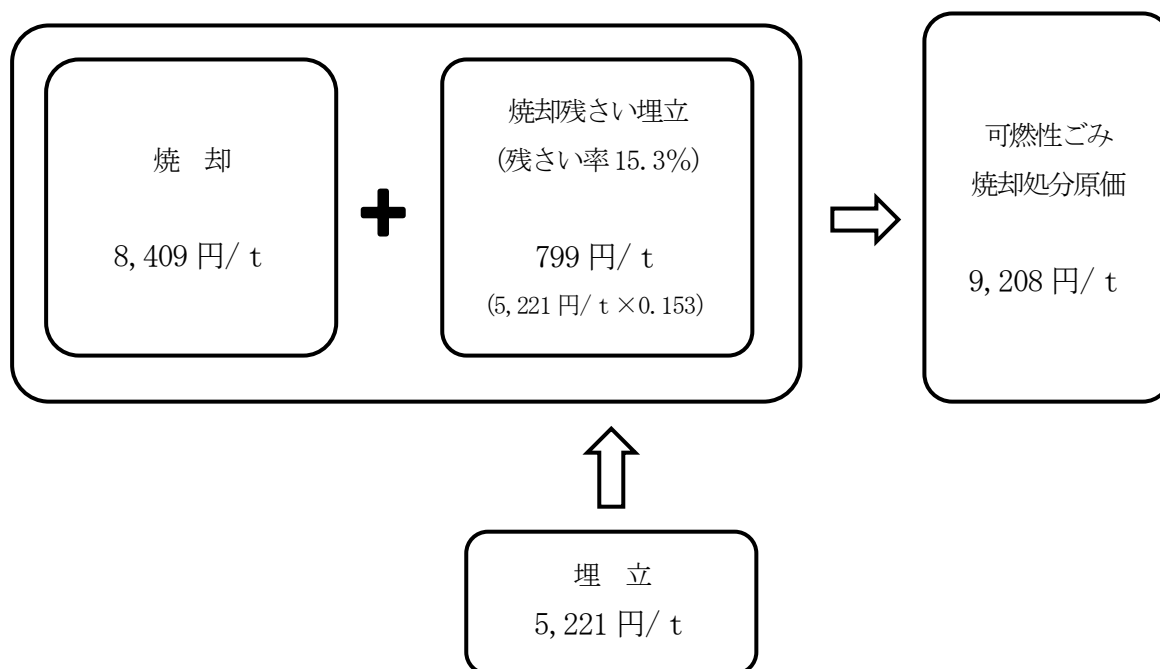 焼　却
8,409 円/ t
焼却残さい埋立
(残さい率 15.3%)
799 円/ t
(5,221 円/ t ×0.153)
可燃性ごみ
焼却処分原価
9,208 円/ t
埋　立
5,221 円/ t